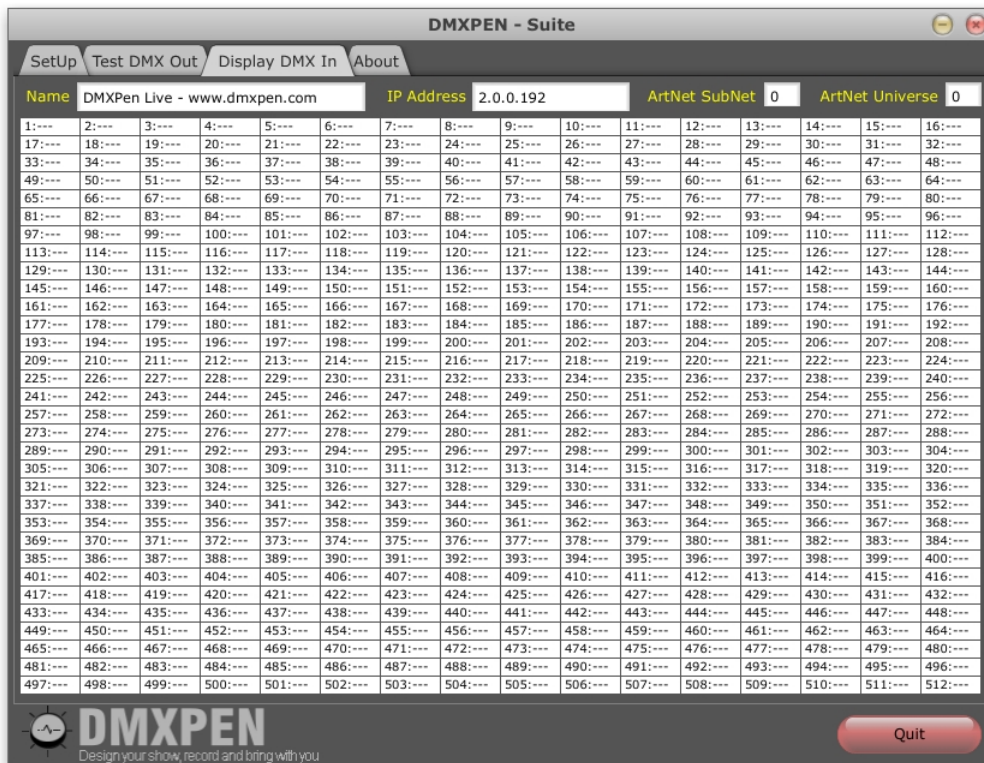 DMXPEN - Suite
SetUp Test DMX Out Display DMX In About
Name DMXPen Live - www.dmxpen.com IP Address 2.0.0.192 ArtNet SubNet 0 ArtNet Universe 0
1:--- 2:--- 3:--- 4:--- 5:--- 6:--- 7:--- 8:--- 9:--- 10:--- 11:--- 12:--- 13:--- 14:--- 15:--- 16:---
17:--- 18:--- 19:--- 20:--- 21:--- 22:--- 23:--- 24:--- 25:--- 26:--- 27:--- 28:--- 29:--- 30:--- 31:--- 32:---
33:--- 34:--- 35:--- 36:--- 37:--- 38:--- 39:--- 40:--- 41:--- 42:--- 43:--- 44:--- 45:--- 46:--- 47:--- 48:---
49:--- 50:--- 51:--- 52:--- 53:--- 54:--- 55:--- 56:--- 57:--- 58:--- 59:--- 60:--- 61:--- 62:--- 63:--- 64:---
65:--- 66:--- 67:--- 68:--- 69:--- 70:--- 71:--- 72:--- 73:--- 74:--- 75:--- 76:--- 77:--- 78:--- 79:--- 80:---
81:--- 82:--- 83:--- 84:--- 85:--- 86:--- 87:--- 88:--- 89:--- 90:--- 91:--- 92:--- 93:--- 94:--- 95:--- 96:---
97:--- 98:--- 99:--- 100:--- 101:--- 102:--- 103:--- 104:--- 105:--- 106:--- 107:--- 108:--- 109:--- 110:--- 111:--- 112:---
113:--- 114:--- 115:--- 116:--- 117:--- 118:--- 119:--- 120:--- 121:--- 122:--- 123:--- 124:--- 125:--- 126:--- 127:--- 128:---
129:--- 130:--- 131:--- 132:--- 133:--- 134:--- 135:--- 136:--- 137:--- 138:--- 139:--- 140:--- 141:--- 142:--- 143:--- 144:---
145:--- 146:--- 147:--- 148:--- 149:--- 150:--- 151:--- 152:--- 153:--- 154:--- 155:--- 156:--- 157:--- 158:--- 159:--- 160:---
161:--- 162:--- 163:--- 164:--- 165:--- 166:--- 167:--- 168:--- 169:--- 170:--- 171:--- 172:--- 173:--- 174:--- 175:--- 176:---
177:--- 178:--- 179:--- 180:--- 181:--- 182:--- 183:--- 184:--- 185:--- 186:--- 187:--- 188:--- 189:--- 190:--- 191:--- 192:---
193:--- 194:--- 195:--- 196:--- 197:--- 198:--- 199:--- 200:--- 201:--- 202:--- 203:--- 204:--- 205:--- 206:--- 207:--- 208:---
209:--- 210:--- 211:--- 212:--- 213:--- 214:--- 215:--- 216:--- 217:--- 218:--- 219:--- 220:--- 221:--- 222:--- 223:--- 224:---
225:--- 226:--- 227:--- 228:--- 229:--- 230:--- 231:--- 232:--- 233:--- 234:--- 235:--- 236:--- 237:--- 238:--- 239:--- 240:---
241:--- 242:--- 243:--- 244:--- 245:--- 246:--- 247:--- 248:--- 249:--- 250:--- 251:--- 252:--- 253:--- 254:--- 255:--- 256:---
257:--- 258:--- 259:--- 260:--- 261:--- 262:--- 263:--- 264:--- 265:--- 266:--- 267:--- 268:--- 269:--- 270:--- 271:--- 272:---
273:--- 274:--- 275:--- 276:--- 277:--- 278:--- 279:--- 280:--- 281:--- 282:--- 283:--- 284:--- 285:--- 286:--- 287:--- 288:---
289:--- 290:--- 291:--- 292:--- 293:--- 294:--- 295:--- 296:--- 297:--- 298:--- 299:--- 300:--- 301:--- 302:--- 303:--- 304:---
305:--- 306:--- 307:--- 308:--- 309:--- 310:--- 311:--- 312:--- 313:--- 314:--- 315:--- 316:--- 317:--- 318:--- 319:--- 320:---
321:--- 322:--- 323:--- 324:--- 325:--- 326:--- 327:--- 328:--- 329:--- 330:--- 331:--- 332:--- 333:--- 334:--- 335:--- 336:---
337:--- 338:--- 339:--- 340:--- 341:--- 342:--- 343:--- 344:--- 345:--- 346:--- 347:--- 348:--- 349:--- 350:--- 351:--- 352:---
353:--- 354:--- 355:--- 356:--- 357:--- 358:--- 359:--- 360:--- 361:--- 362:--- 363:--- 364:--- 365:--- 366:--- 367:--- 368:---
369:--- 370:--- 371:--- 372:--- 373:--- 374:--- 375:--- 376:--- 377:--- 378:--- 379:--- 380:--- 381:--- 382:--- 383:--- 384:---
385:--- 386:--- 387:--- 388:--- 389:--- 390:--- 391:--- 392:--- 393:--- 394:--- 395:--- 396:--- 397:--- 398:--- 399:--- 400:---
401:--- 402:--- 403:--- 404:--- 405:--- 406:--- 407:--- 408:--- 409:--- 410:--- 411:--- 412:--- 413:--- 414:--- 415:--- 416:---
417:--- 418:--- 419:--- 420:--- 421:--- 422:--- 423:--- 424:--- 425:--- 426:--- 427:--- 428:--- 429:--- 430:--- 431:--- 432:---
433:--- 434:--- 435:--- 436:--- 437:--- 438:--- 439:--- 440:--- 441:--- 442:--- 443:--- 444:--- 445:--- 446:--- 447:--- 448:---
449:--- 450:--- 451:--- 452:--- 453:--- 454:--- 455:--- 456:--- 457:--- 458:--- 459:--- 460:--- 461:--- 462:--- 463:--- 464:---
465:--- 466:--- 467:--- 468:--- 469:--- 470:--- 471:--- 472:--- 473:--- 474:--- 475:--- 476:--- 477:--- 478:--- 479:--- 480:---
481:--- 482:--- 483:--- 484:--- 485:--- 486:--- 487:--- 488:--- 489:--- 490:--- 491:--- 492:--- 493:--- 494:--- 495:--- 496:---
497:--- 498:--- 499:--- 500:--- 501:--- 502:--- 503:--- 504:--- 505:--- 506:--- 507:--- 508:--- 509:--- 510:--- 511:--- 512:---
DMXPEN
Design your show, record and bring with you
Quit